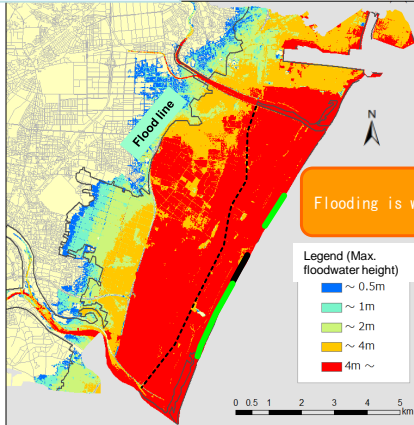 Flood line
N
Flooding is
Legend (Max.
floodwater height)
～ 0.5m
～ 1m
～ 2m
～ 4m
4m ～
0 0.5 1 2 3 4 5
km